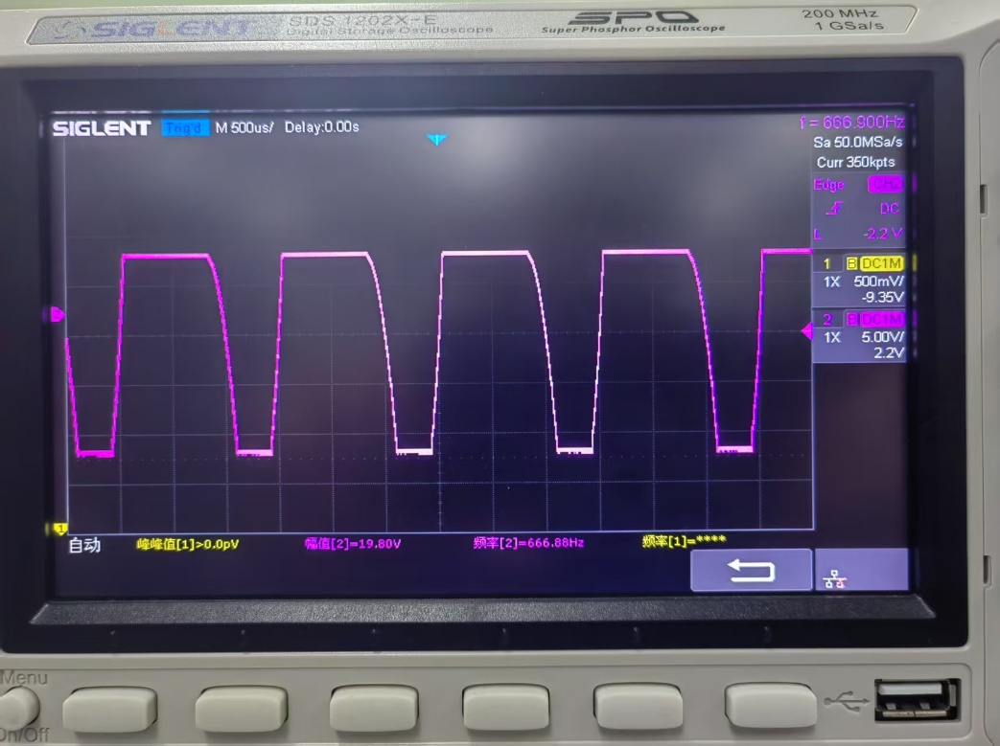 SIGLENT SDS 1202X-E SPO 200 MHz
Digital Storage Oscilloscope Super Phosphor Oscilloscope 1 GSa/s
SIGLENT Trig'd M 500us/ Delay:0.00s f = 666.900Hz
Sa 50.0MSa/s
Curr 350kpts
Edge CH2
DC
L -2.2 V
1 B DC1M
1X 500mV/
-9.35V
2 B DC1M
1X 5.00V/
2.2V
1
自动 峰峰值[1]>0.0pV 幅值[2]=19.80V 频率[2]=666.88Hz 频率[1]=****
Menu
On/Off